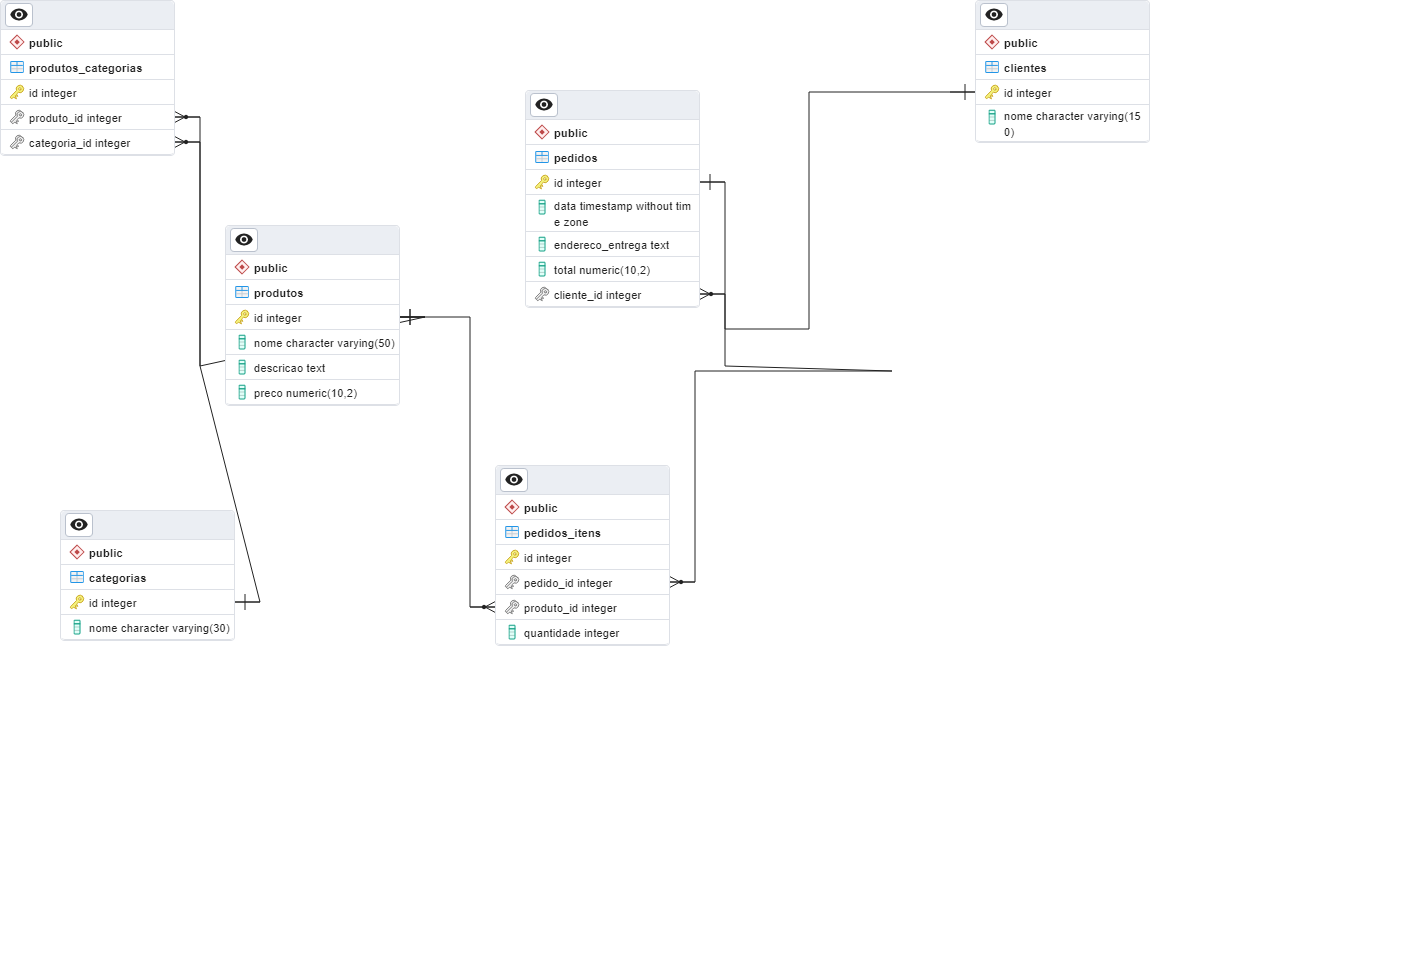 public
produtos_categorias
id integer
produto_id integer
categoria_id integer
public
clientes
id integer
nome character varying(15
0)
public
pedidos
id integer
data timestamp without tim
e zone
endereco_entrega text
total numeric(10,2)
cliente_id integer
public
produtos
id integer
nome character varying(50)
descricao text
preco numeric(10,2)
public
pedidos_itens
id integer
pedido_id integer
produto_id integer
quantidade integer
public
categorias
id integer
nome character varying(30)